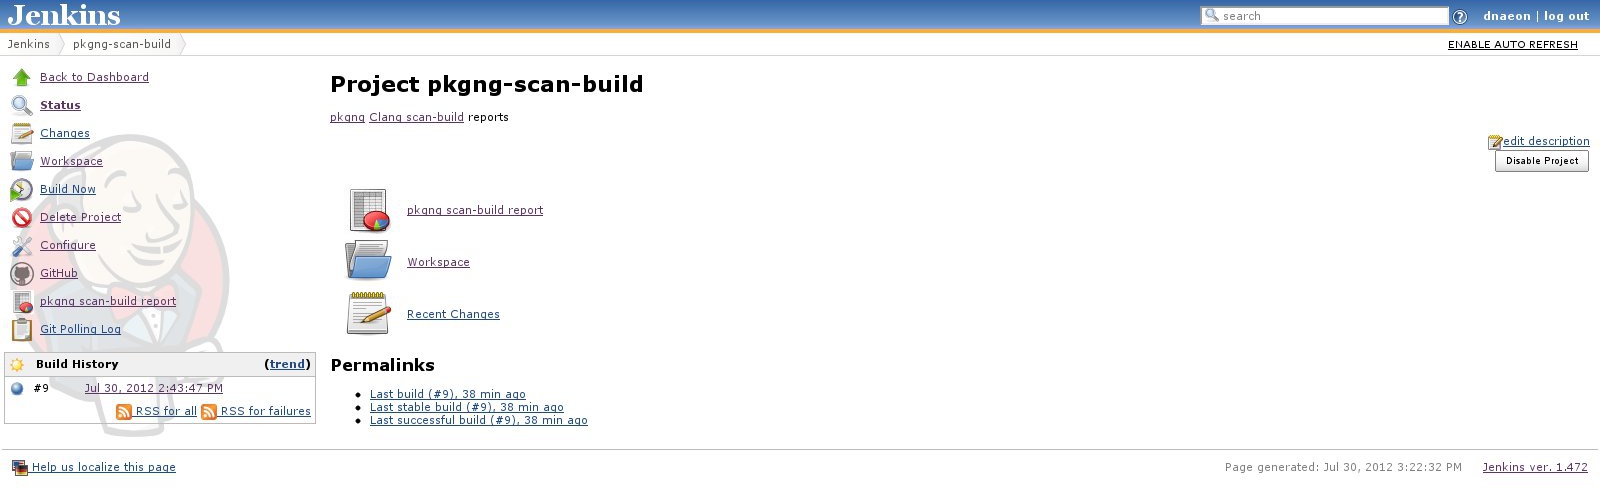 Jenkins
search
dnaeon | log out
Jenkins pkgng-scan-build
ENABLE AUTO REFRESH
Back to Dashboard
Status
Changes
Workspace
Build Now
Delete Project
Configure
GitHub
pkgng scan-build report
Git Polling Log
Build History (trend)
#9 Jul 30, 2012 2:43:47 PM
RSS for all RSS for failures
Project pkgng-scan-build
pkgng Clang scan-build reports
edit description
Disable Project
pkgng scan-build report
Workspace
Recent Changes
Permalinks
Last build (#9), 38 min ago
Last stable build (#9), 38 min ago
Last successful build (#9), 38 min ago
Help us localize this page
Page generated: Jul 30, 2012 3:22:32 PM Jenkins ver. 1.472